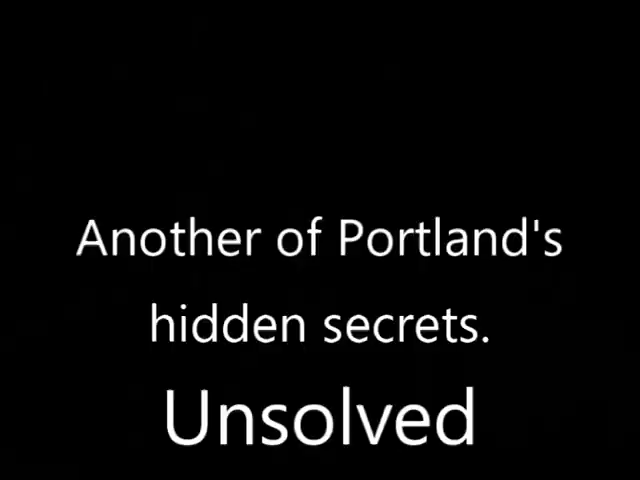 Another of Portland's
hidden secrets.
Unsolved